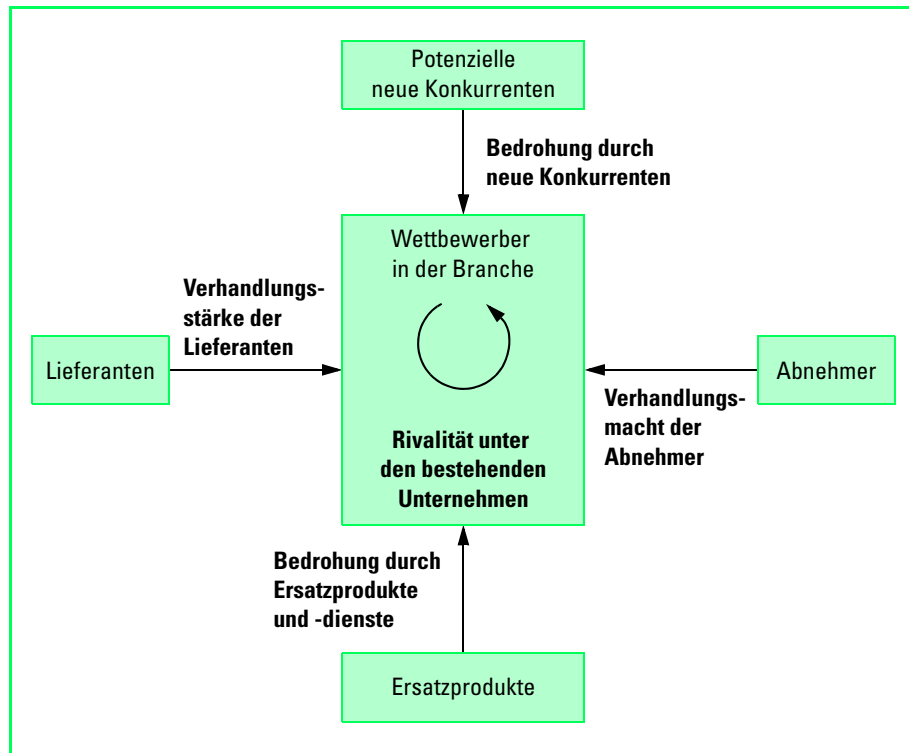 Potenzielle
neue Konkurrenten
Bedrohung durch
neue Konkurrenten
Wettbewerber
in der Branche
Verhandlungs-
stärke der
Lieferanten
Lieferanten
Abnehmer
Verhandlungs-
macht der
Abnehmer
Rivalität unter
den bestehenden
Unternehmen
Bedrohung durch
Ersatzprodukte
und -dienste
Ersatzprodukte